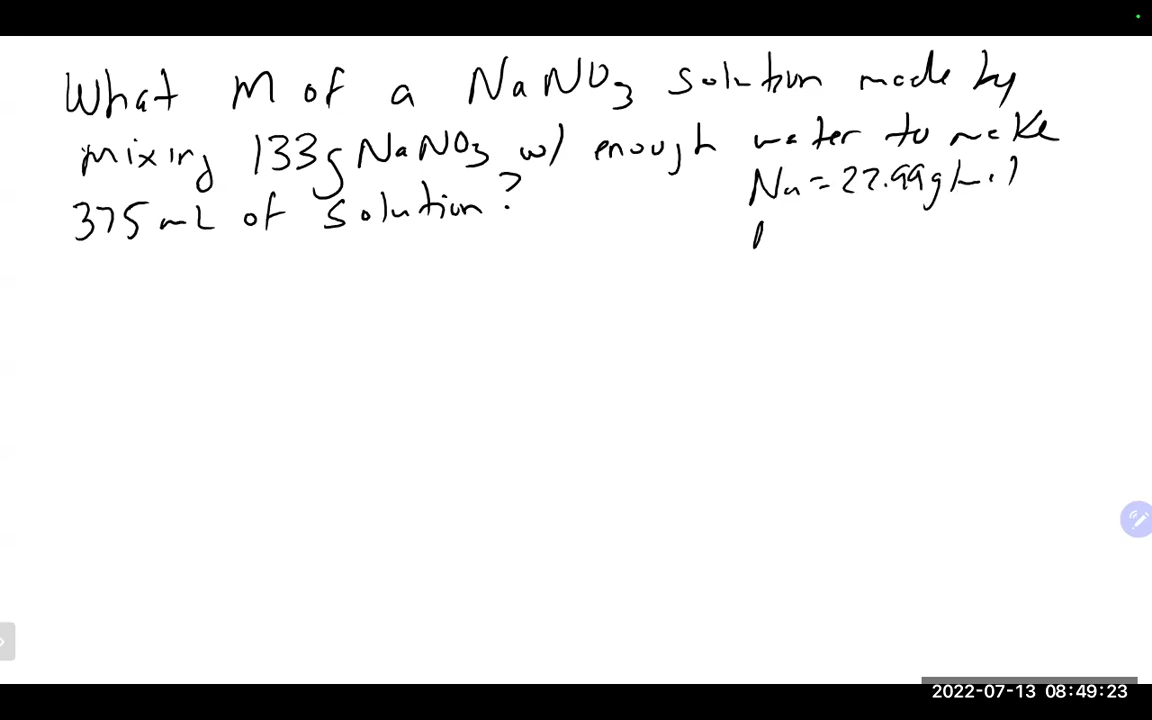 What M of a NaNO3 solution made by
mixing 133g NaNO3 w/ enough water to make
Na = 22.99g/mol
375 mL of solution?
2022-07-13 08:49:23